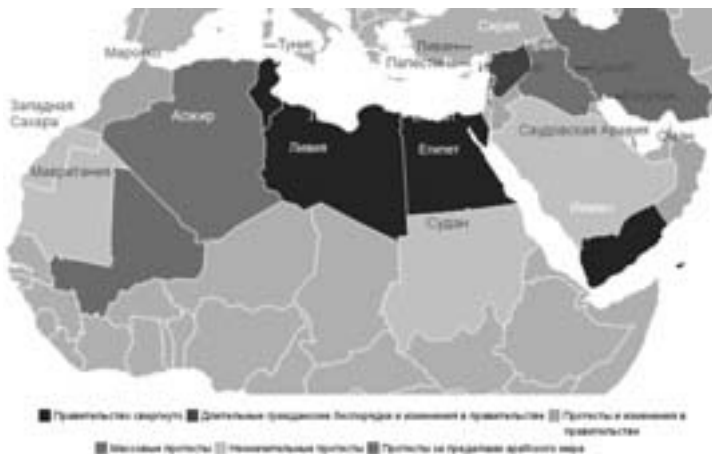 Сирия
Марокко
Тунис
Ливан
Палестина
Западная
Сахара
Алжир
Ливия
Египет
Саудовская Аравия
Оман
Мавритания
Судан
Йемен
Правительство свергнуто
Длительные гражданские беспорядки и изменения в правительстве
Протесты и изменения в
правительстве
Массовые протесты
Незначительные протесты
Протесты за пределами арабского мира